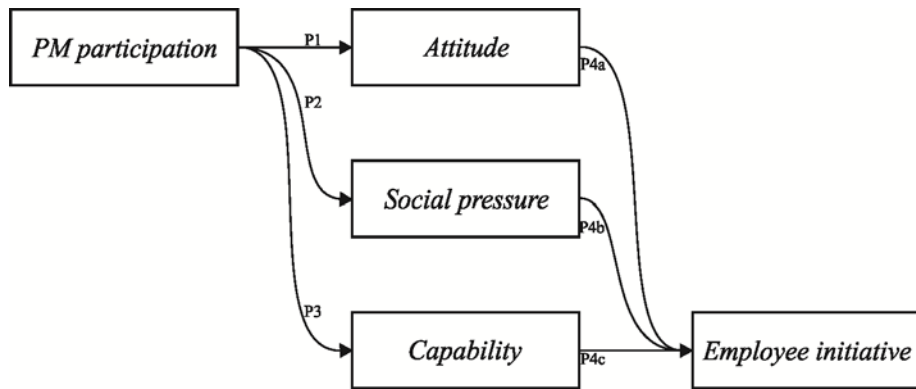 PM participation
P1
Attitude
P4a
P2
Social pressure
P4b
P3
Capability
P4c
Employee initiative